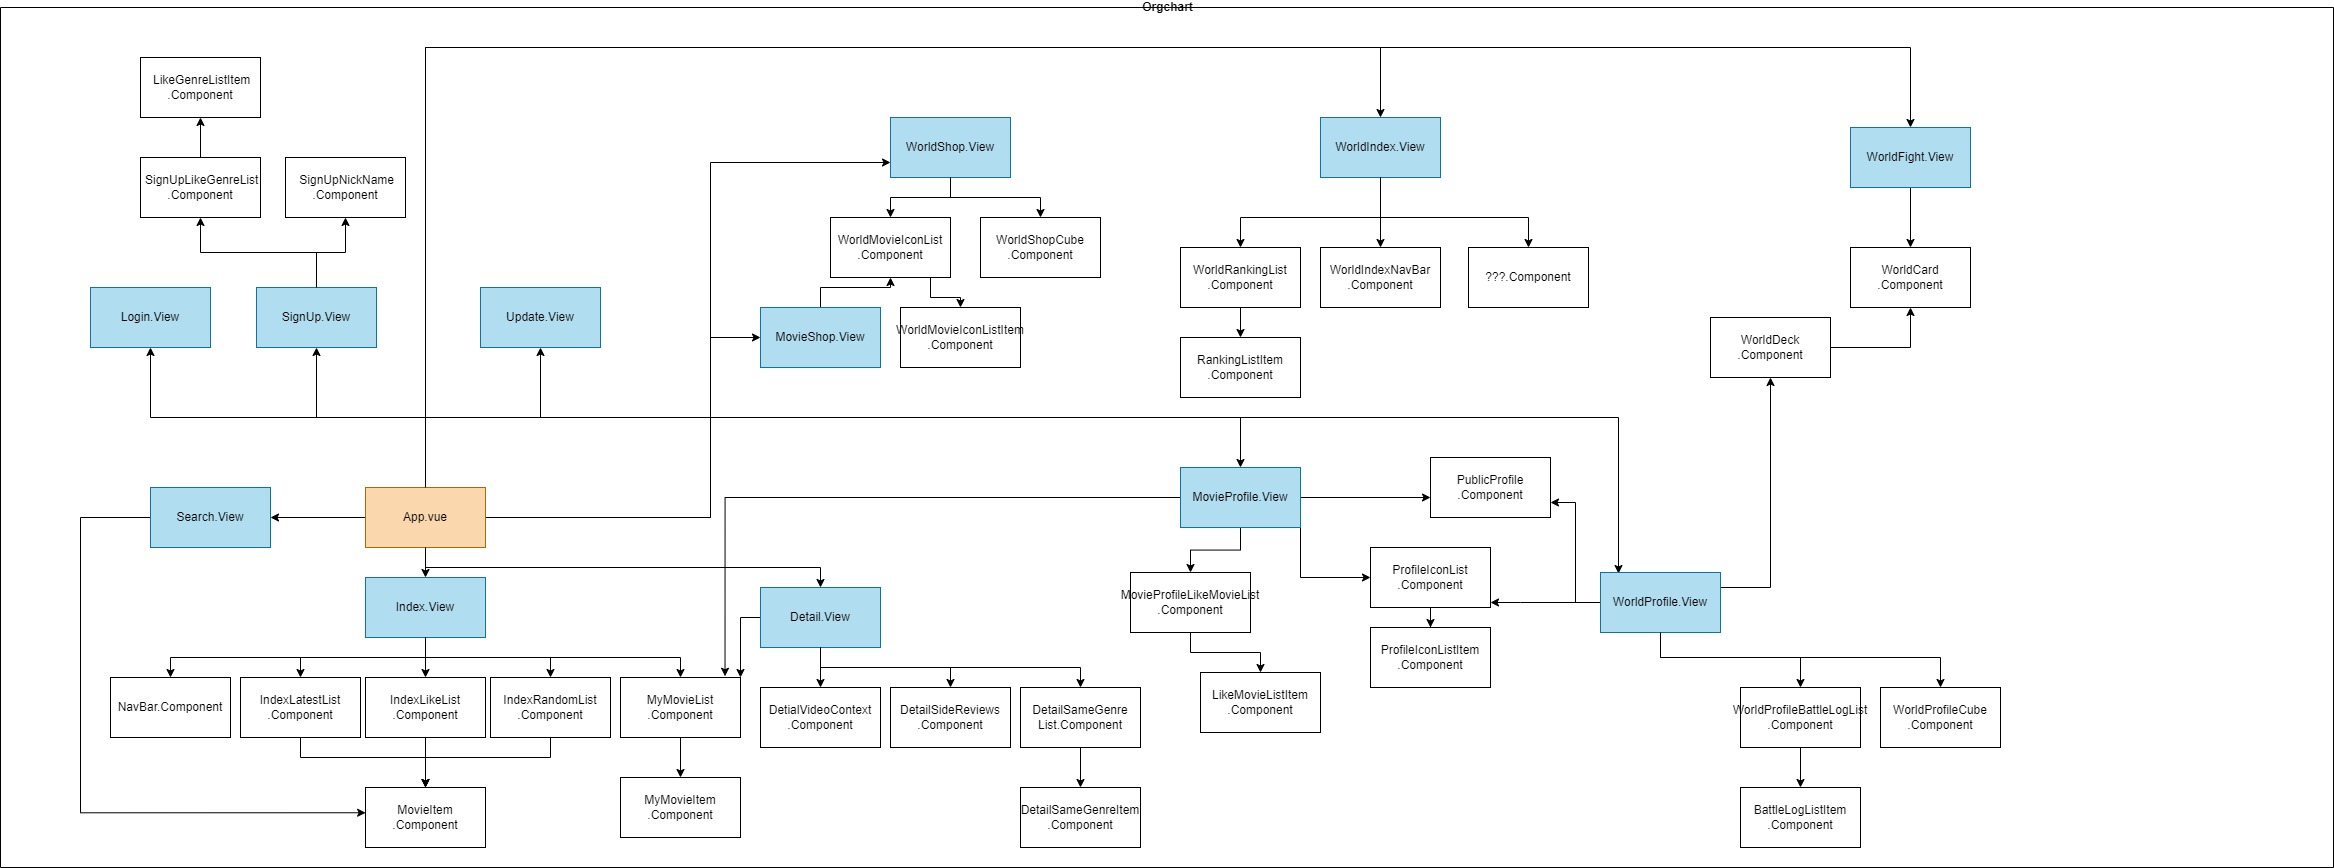 Orgchart
LikeGenreListItem
.Component
SignUpLikeGenreList
.Component
SignUpNickName
.Component
WorldShop.View
WorldIndex.View
WorldFight.View
WorldMovieIconList
.Component
WorldShopCube
.Component
WorldRankingList
.Component
WorldIndexNavBar
.Component
???.Component
WorldCard
.Component
Login.View
SignUp.View
Update.View
MovieShop.View
WorldMovieIconListItem
.Component
RankingListItem
.Component
WorldDeck
.Component
Search.View
App.vue
MovieProfile.View
PublicProfile
.Component
Index.View
Detail.View
MovieProfileLikeMovieList
.Component
ProfileIconList
.Component
WorldProfile.View
ProfileIconListItem
.Component
NavBar.Component
IndexLatestList
.Component
IndexLikeList
.Component
IndexRandomList
.Component
MyMovieList
.Component
DetialVideoContext
.Component
DetailSideReviews
.Component
DetailSameGenre
List.Component
LikeMovieListItem
.Component
WorldProfileBattleLogList
.Component
WorldProfileCube
.Component
MovieItem
.Component
MyMovieItem
.Component
DetailSameGenreItem
.Component
BattleLogListItem
.Component